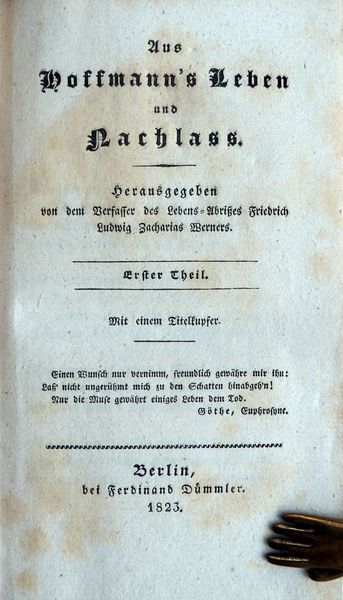 Aus
Hoffmann's Leben
und
Nachlass.
Herausgegeben
von dem Verfasser des Lebens-Abrißes Friedrich
Ludwig Zacharias Werners.
Erster Theil.
Mit einem Titelkupfer.
Einen Wunsch nur vernimm, freundlich gewähre mir ihn:
Laß' nicht ungerühmt mich zu den Schatten hinabgeh'n!
Nur die Muse gewährt einiges Leben dem Tod.
Göthe, Euphrosyne.
Berlin,
bei Ferdinand Dümmler.
1823.